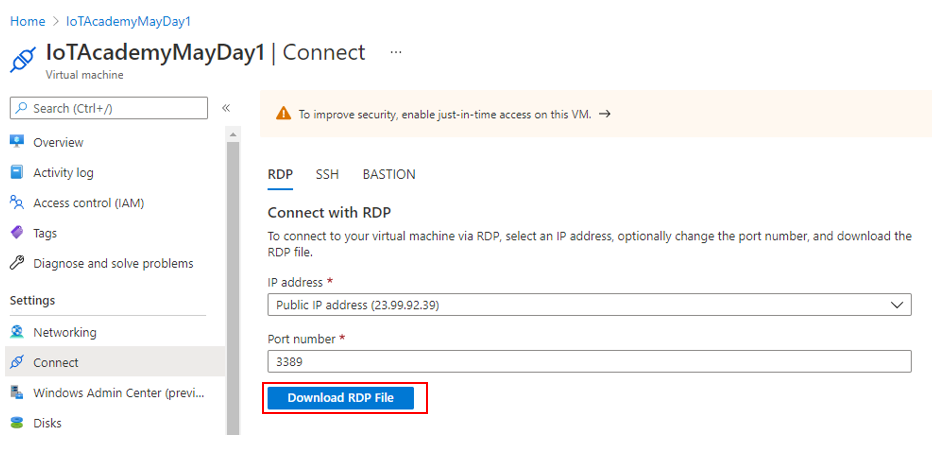 Home > IoTAcademyMayDay1
IoTAcademyMayDay1 | Connect ...
Virtual machine
Search (Ctrl+/)
«
Overview
Activity log
Access control (IAM)
Tags
Diagnose and solve problems
Settings
Networking
Connect
Windows Admin Center (previ...
Disks
To improve security, enable just-in-time access on this VM. →
RDP SSH BASTION
Connect with RDP
To connect to your virtual machine via RDP, select an IP address, optionally change the port number, and download the
RDP file.
IP address *
Public IP address (23.99.92.39)
Port number *
3389
Download RDP File